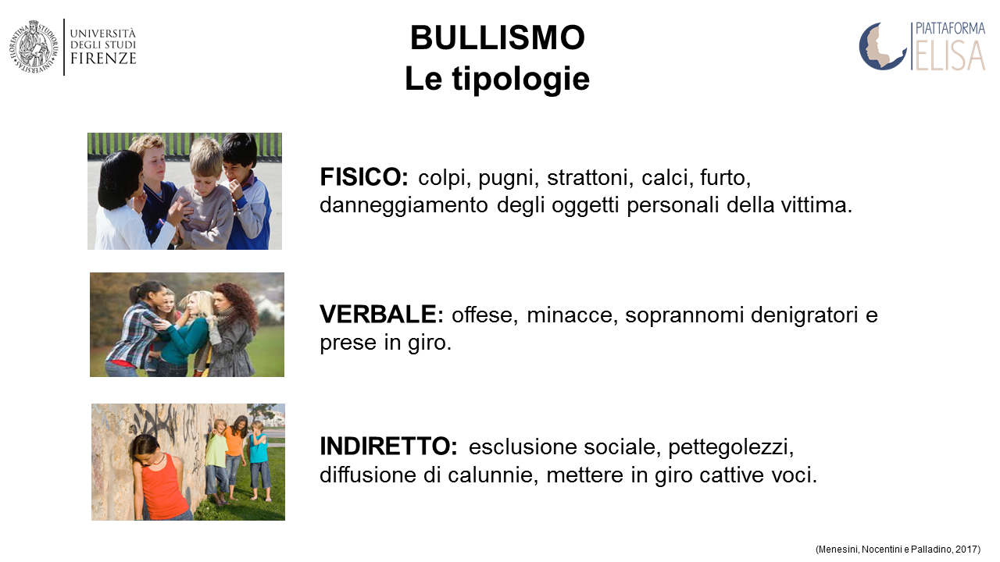 UNIVERSITÀ
DEGLI STUDI
FIRENZE
BULLISMO
Le tipologie
PIATTAFORMA
ELISA
FISICO: colpi, pugni, strattoni, calci, furto,
danneggiamento degli oggetti personali della vittima.
VERBALE: offese, minacce, soprannomi denigratori e
prese in giro.
INDIRETTO: esclusione sociale, pettegolezzi,
diffusione di calunnie, mettere in giro cattive voci.
(Menesini, Nocentini e Palladino, 2017)